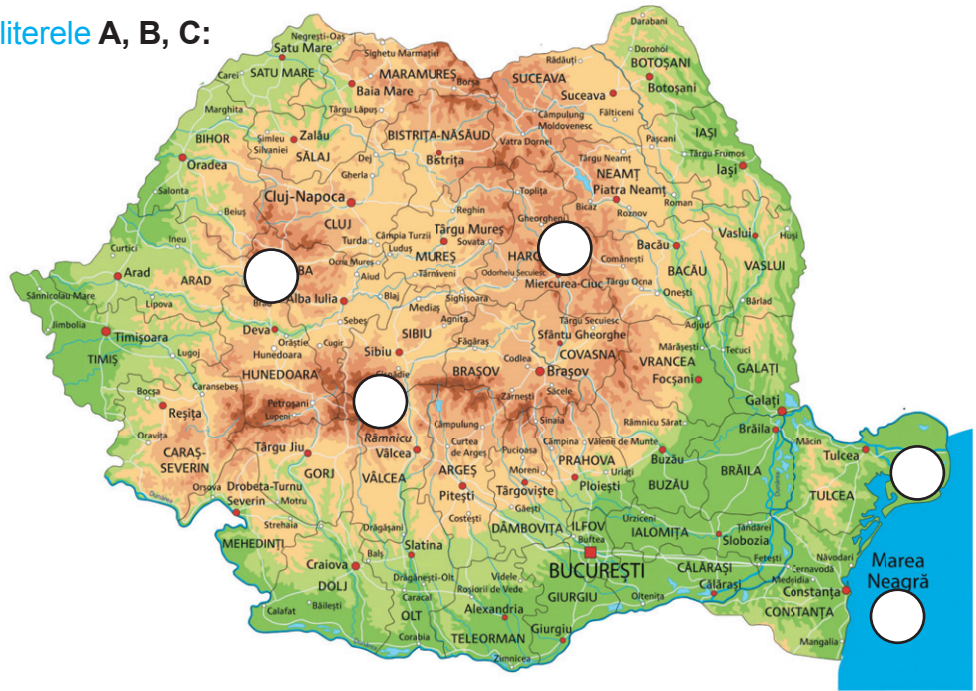 literele A, B, C:
Darabani
Negrești-Oaș
Sighetu Marmației
Dorohoi
Satu Mare
Rădăuți
BOTOȘANI
Carei
SATU MARE
MARAMUREȘ
Borșa
SUCEAVA
Botoșani
Baia Mare
Suceava
Marghita
Târgu Lăpuș
Câmpulung
Moldovenesc
Fălticeni
BIHOR
Șimleu
Silvaniei
Zalău
BISTRIȚA-NĂSĂUD
Vatra Dornei
Pașcani
IAȘI
SĂLAJ
Dej
Bistrița
Târgu Neamț
Târgu Frumos
Oradea
Gherla
NEAMȚ
Iași
Salonta
Cluj-Napoca
Toplița
Piatra Neamț
Beiuș
Reghin
Bicaz
Roznov
Roman
CLUJ
Gheorgheni
Târgu Mureș
Vaslui
Huși
Curtici
Ineu
Turda
Câmpia Turzii
Luduș
Sovata
Bacău
MUREȘ
HARG
Comănești
VASLUI
Ocna Mureș
BA
Arad
ARAD
Aiud
Târnăveni
Odorheiu Secuiesc
Miercurea-Ciuc
Târgu Ocna
BACĂU
Sânnicolau Mare
Lipova
Brad
Alba Iulia
Blaj
Sighișoara
Onești
Bârlad
Mediaș
Jimbolia
Agnita
Târgu Secuiesc
Adjud
Timișoara
Deva
Sebeș
SIBIU
Sfântu Gheorghe
Orăștie
Cugir
Făgăraș
Mărășești
Tecuci
TIMIȘ
Lugoj
Hunedoara
Sibiu
Codlea
COVASNA
VRANCEA
HUNEDOARA
BRAȘOV
Brașov
GALAȚI
Caransebeș
Focșani
Bocșa
Petroșani
Zărnești
Săcele
Reșița
Lupeni
Galați
Câmpulung
Sinaia
Râmnicu Sărat
Oravița
Târgu Jiu
Râmnicu
Vâlcea
Curtea
de Argeș
Pucioasa
Câmpina
Vălenii de Munte
Brăila
Măcin
CARAȘ-
SEVERIN
GORJ
Moreni
PRAHOVA
Urlați
Buzău
Tulcea
VÂLCEA
ARGEȘ
BRĂILA
Orșova
Drobeta-Turnu
Severin
Motru
Pitești
Târgoviște
Ploiești
BUZĂU
TULCEA
Dunărea
Dunărea
Găești
Strehaia
Drăgășani
Costești
DÂMBOVIȚA
ILFOV
Urziceni
Țăndărei
MEHEDINȚI
Buftea
IALOMIȚA
Slobozia
Balș
Slatina
Craiova
BUCUREȘTI
Fetești
Năvodari
Marea
Neagră
DOLJ
Drăgănești-Olt
Videle
CĂLĂRAȘI
Cernavodă
Medgidia
Roșiorii de Vede
GIURGIU
Călărași
Constanța
Calafat
Băilești
Caracal
Alexandria
Oltenița
OLT
CONSTANȚA
Corabia
TELEORMAN
Giurgiu
Mangalia
Dunărea
Zimnicea